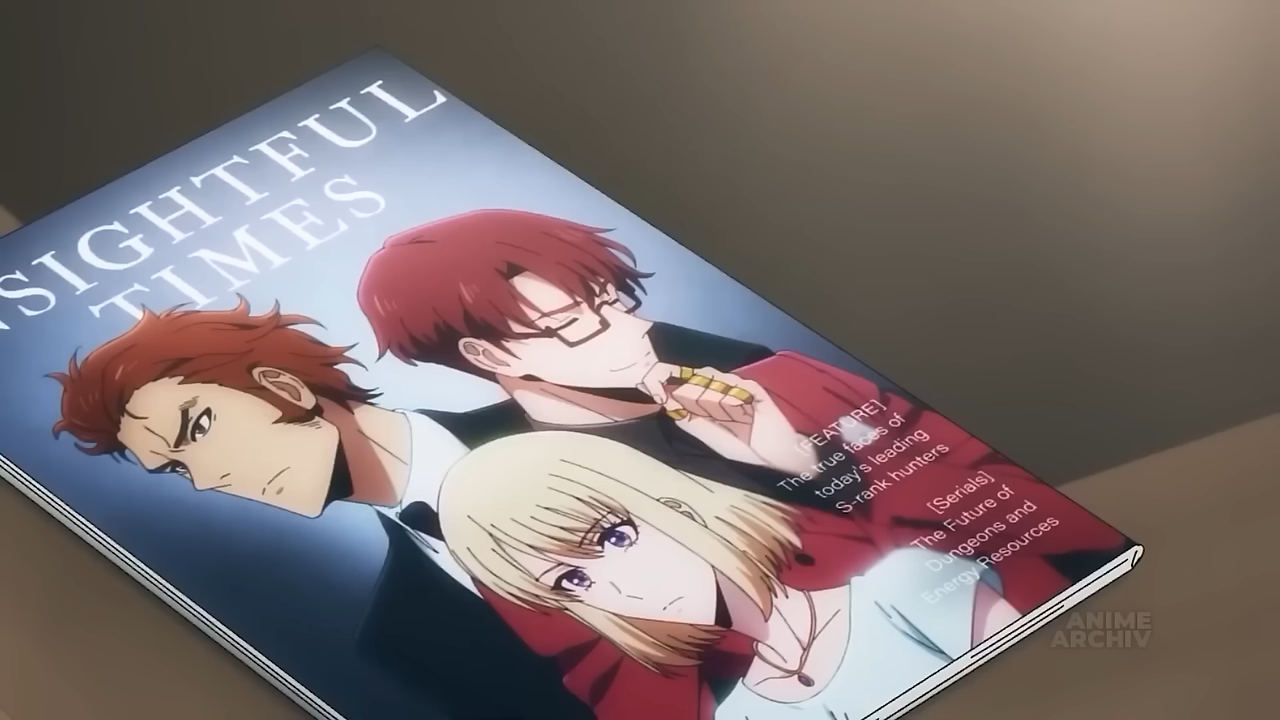 NSIGHTFUL
TIMES
[FEATURE]
The true faces of
today's leading
S-rank hunters
[Serials]
The Future of
Dungeons and
Energy Resources
ANIME
ARCHIV